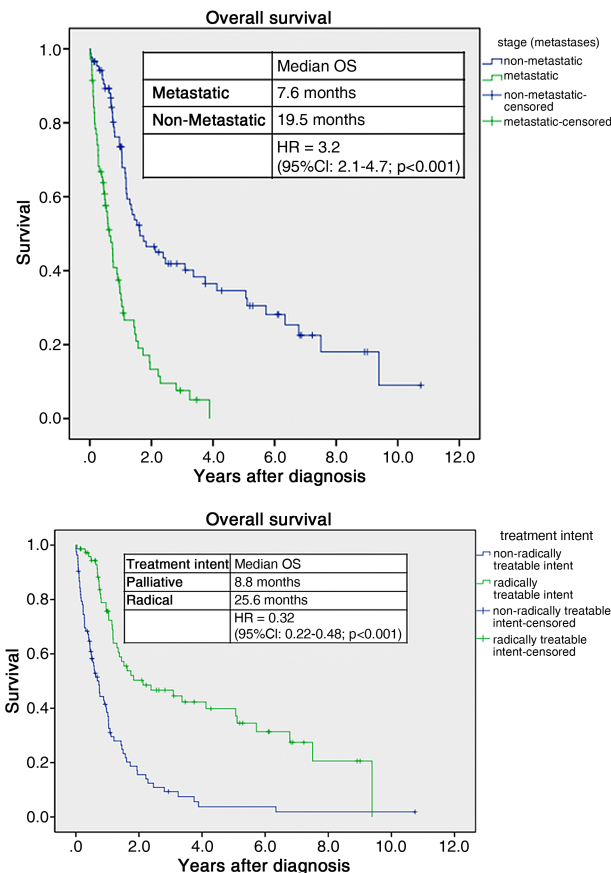 Overall survival
stage (metastases)
non-metastatic
metastatic
non-metastatic-
censored
metastatic-censored
Median OS
Metastatic 7.6 months
Non-Metastatic 19.5 months
HR = 3.2
(95%CI: 2.1-4.7; p<0.001)
Survival
1.0
0.8
0.6
0.4
0.2
0.0
.0 2.0 4.0 6.0 8.0 10.0 12.0
Years after diagnosis
Overall survival
treatment intent
non-radically
treatable intent
radically
treatable intent
non-radically treatable
intent-censored
radically treatable
intent-censored
Treatment intent Median OS
Palliative 8.8 months
Radical 25.6 months
HR = 0.32
(95%CI: 0.22-0.48; p<0.001)
Survival
1.0
0.8
0.6
0.4
0.2
0.0
.0 2.0 4.0 6.0 8.0 10.0 12.0
Years after diagnosis